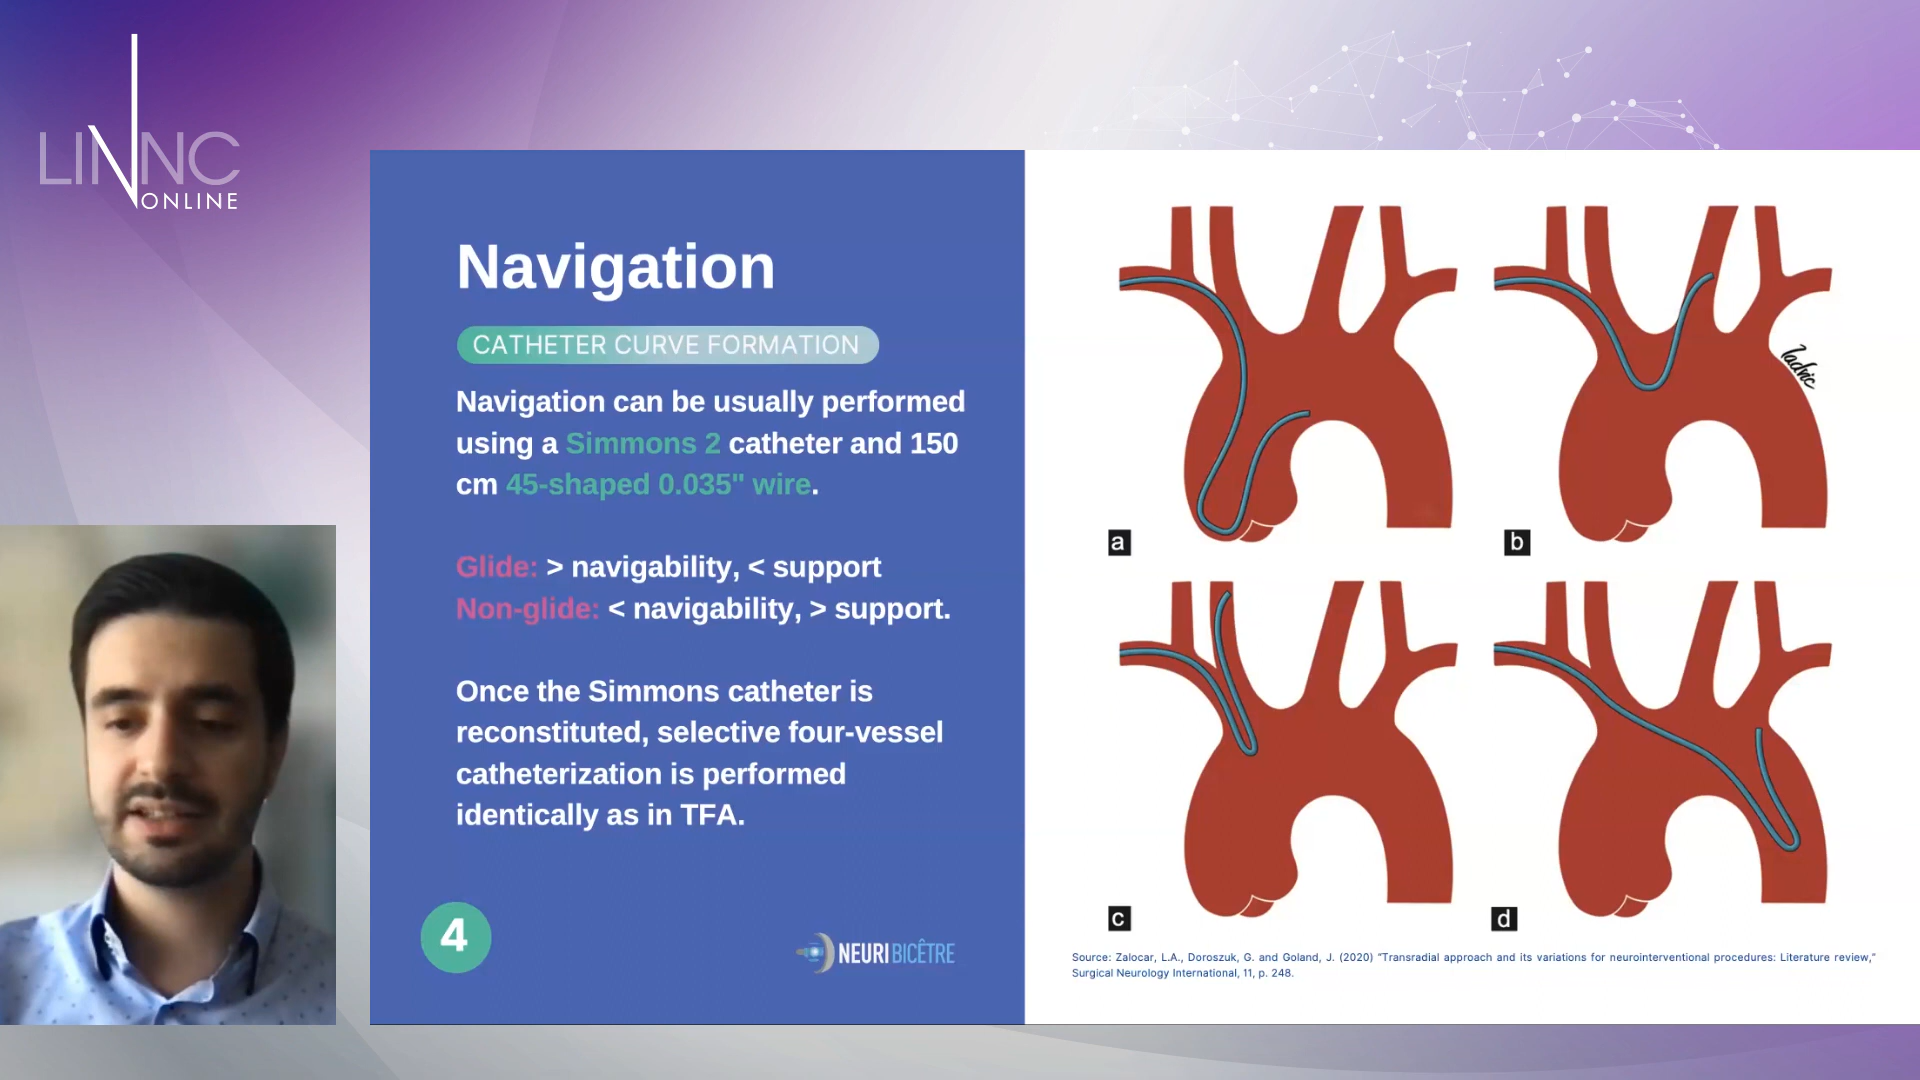 LINNC
ONLINE
Navigation
CATHETER CURVE FORMATION
Navigation can be usually performed
using a Simmons 2 catheter and 150
cm 45-shaped 0.035" wire.
Glide: > navigability, < support
Non-glide: < navigability, > support.
Once the Simmons catheter is
reconstituted, selective four-vessel
catheterization is performed
identically as in TFA.
4
NEURI BICÊTRE
a
b
c
d
Source: Zalocar, L.A., Doroszuk, G. and Goland, J. (2020) "Transradial approach and its variations for neurointerventional procedures: Literature review,"
Surgical Neurology International, 11, p. 248.